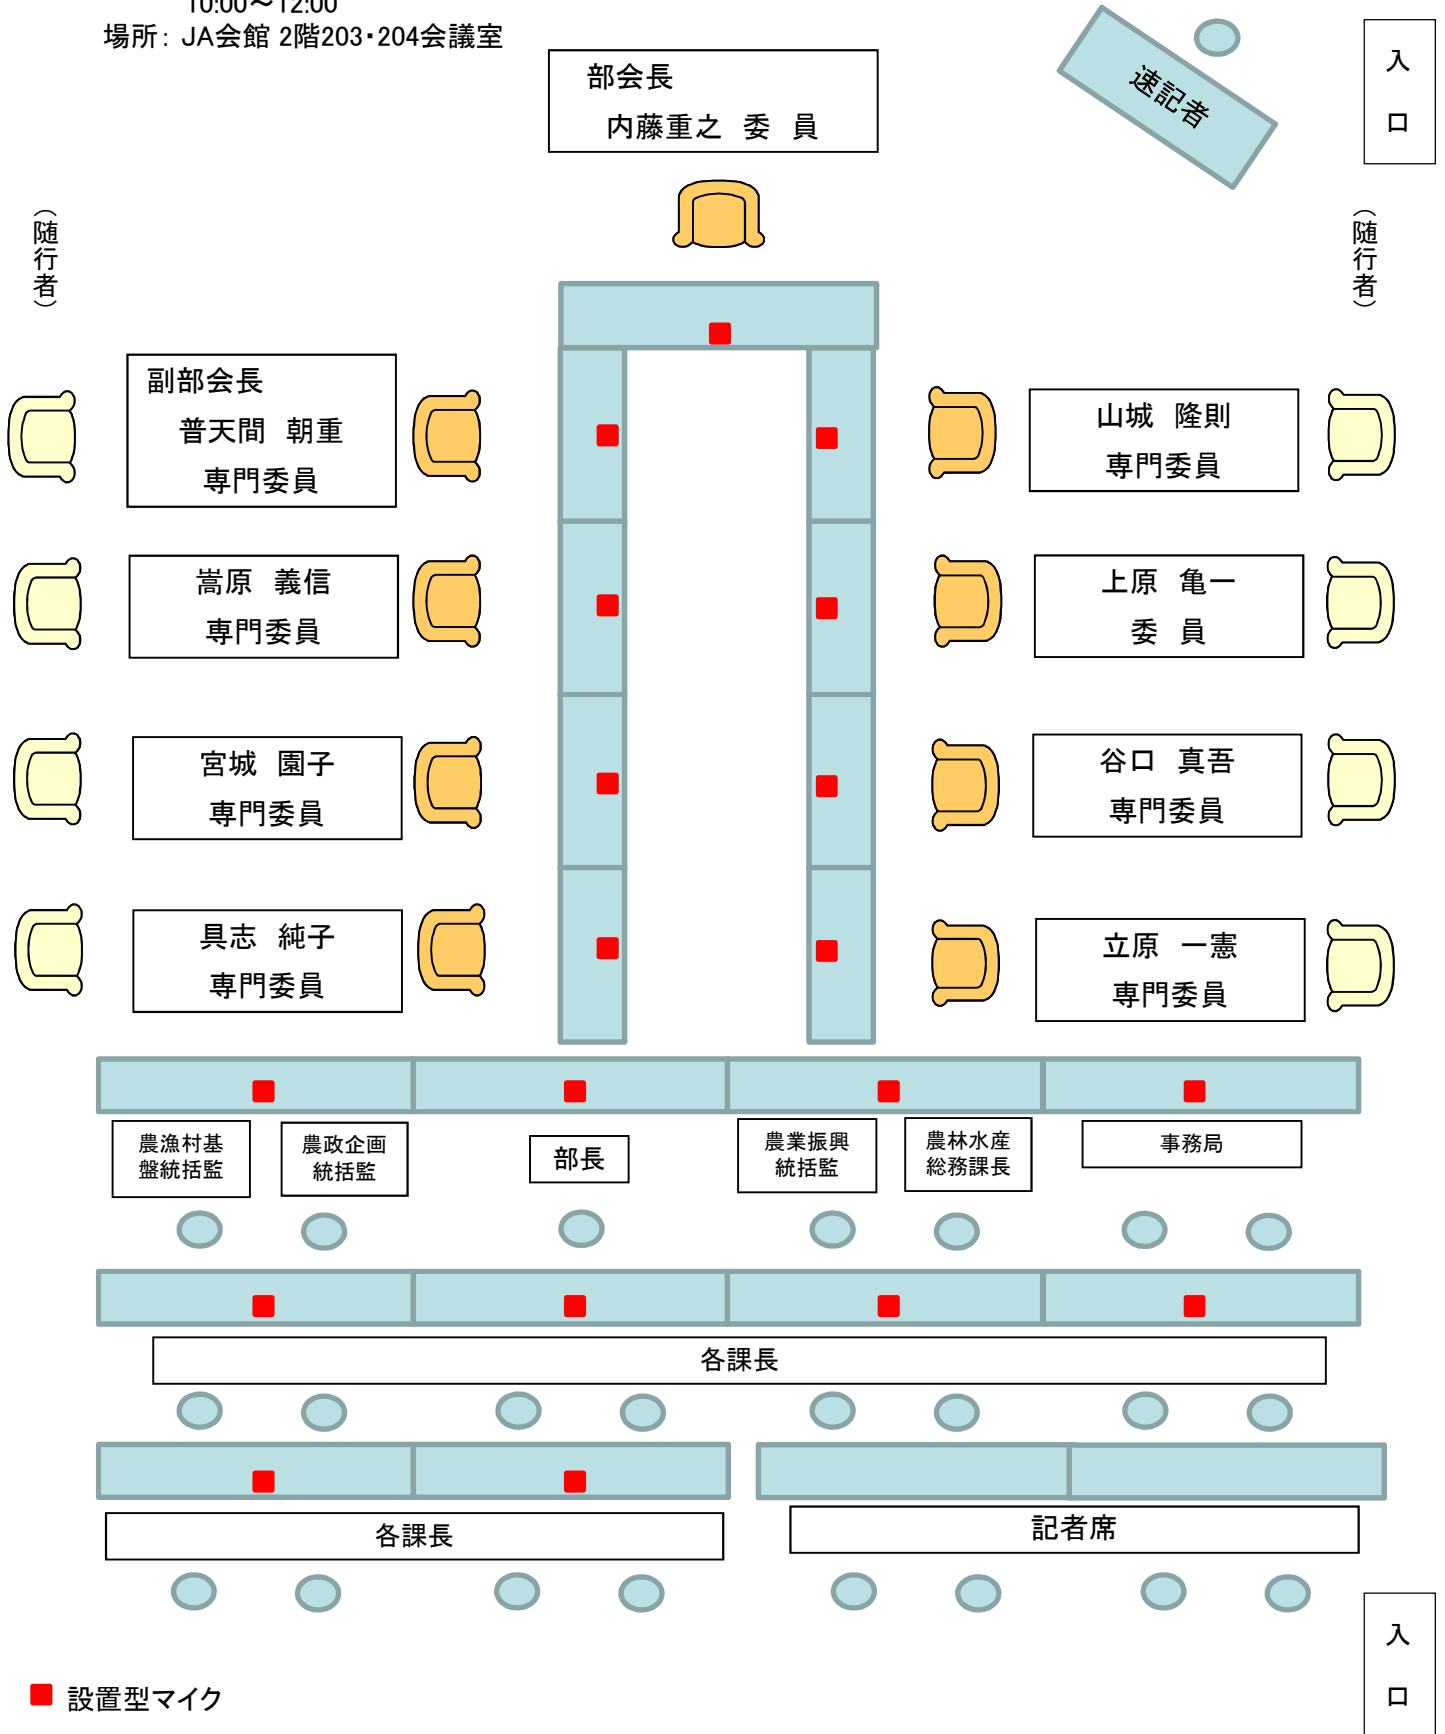 10:00～12:00
場所： JA会館 2階203・204会議室
部会長
内藤重之　委　員
速記者
入
口
（随行者）
（随行者）
副部会長
普天間　朝重
専門委員
山城　隆則
専門委員
嵩原　義信
専門委員
上原　亀一
委　員
宮城　園子
専門委員
谷口　真吾
専門委員
具志　純子
専門委員
立原　一憲
専門委員
農漁村基
盤統括監
農政企画
統括監
部長
農業振興
統括監
農林水産
総務課長
事務局
各課長
各課長
記者席
入
口
設置型マイク